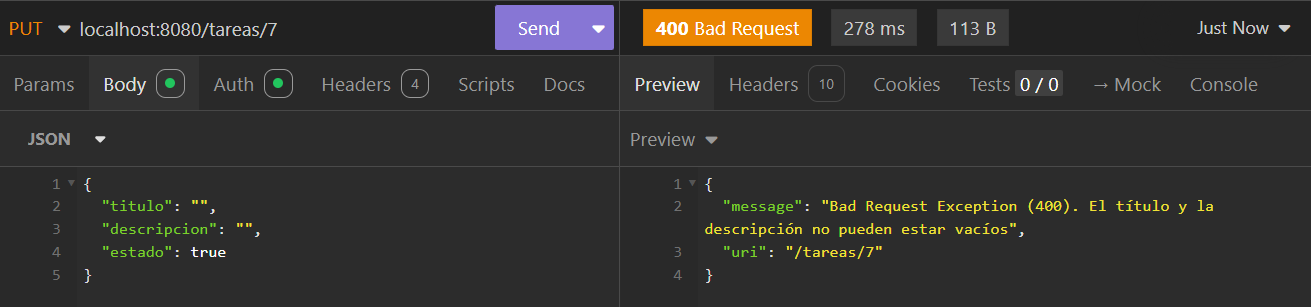 PUT localhost:8080/tareas/7 Send
400 Bad Request 278 ms 113 B Just Now
Params Body Auth Headers 4 Scripts Docs
Preview Headers 10 Cookies Tests 0 / 0 → Mock Console
JSON
Preview
1 {
2 "titulo": "",
3 "descripcion": "",
4 "estado": true
5 }
1 {
2 "message": "Bad Request Exception (400). El título y la
descripción no pueden estar vacíos",
3 "uri": "/tareas/7"
4 }